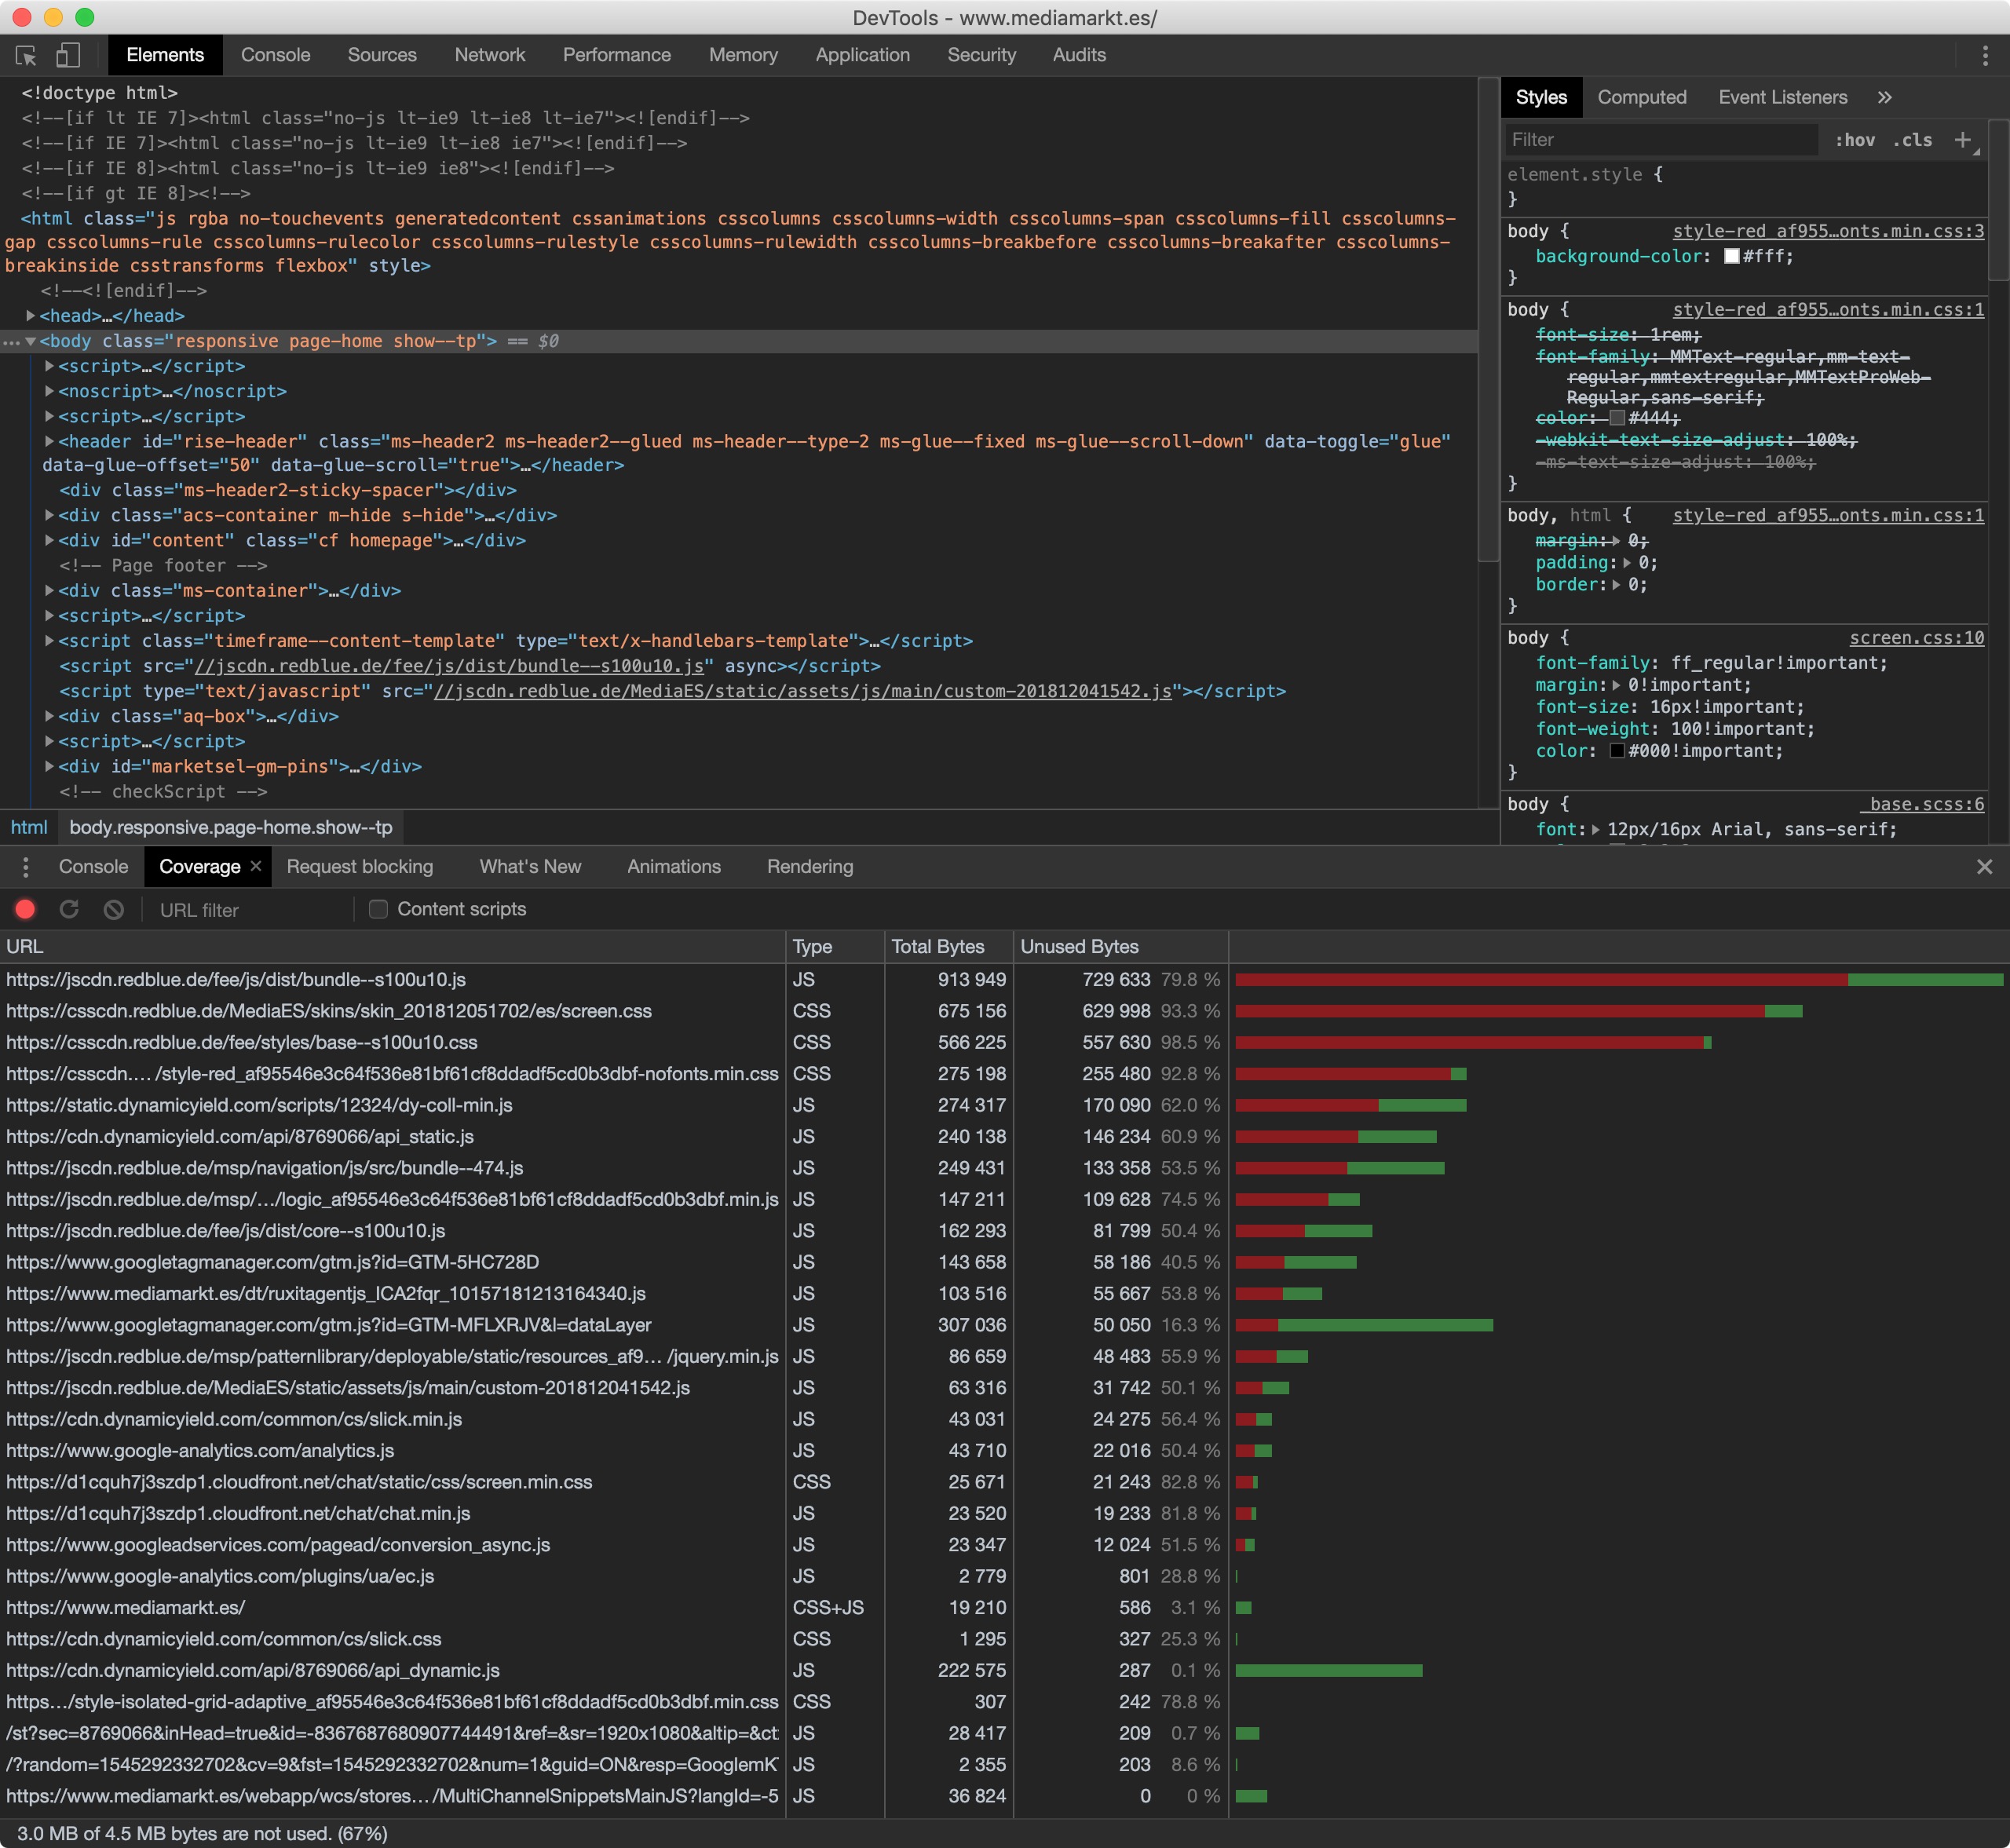 DevTools - www.mediamarkt.es/
Elements Console Sources Network Performance Memory Application Security Audits
<!doctype html>
<!--[if lt IE 7]><html class="no-js lt-ie9 lt-ie8 lt-ie7"><![endif]-->
<!--[if IE 7]><html class="no-js lt-ie9 lt-ie8 ie7"><![endif]-->
<!--[if IE 8]><html class="no-js lt-ie9 ie8"><![endif]-->
<!--[if gt IE 8]><!-->
<html class="js rgba no-touchevents generatedcontent cssanimations csscolumns csscolumns-width csscolumns-span csscolumns-fill csscolumns-
gap csscolumns-rule csscolumns-rulecolor csscolumns-rulestyle csscolumns-rulewidth csscolumns-breakbefore csscolumns-breakafter csscolumns-
breakinside csstransforms flexbox" style>
<!--<![endif]-->
<head>…</head>
<body class="responsive page-home show--tp"> == $0
<script>…</script>
<noscript>…</noscript>
<script>…</script>
<header id="rise-header" class="ms-header2 ms-header2--glued ms-header--type-2 ms-glue--fixed ms-glue--scroll-down" data-toggle="glue"
data-glue-offset="50" data-glue-scroll="true">…</header>
<div class="ms-header2-sticky-spacer"></div>
<div class="acs-container m-hide s-hide">…</div>
<div id="content" class="cf homepage">…</div>
<!-- Page footer -->
<div class="ms-container">…</div>
<script>…</script>
<script class="timeframe--content-template" type="text/x-handlebars-template">…</script>
<script src="//jscdn.redblue.de/fee/js/dist/bundle--s100u10.js" async></script>
<script type="text/javascript" src="//jscdn.redblue.de/MediaES/static/assets/js/main/custom-201812041542.js"></script>
<div class="aq-box">…</div>
<script>…</script>
<div id="marketsel-gm-pins">…</div>
<!-- checkScript -->
html body.responsive.page-home.show--tp
Styles Computed Event Listeners »
Filter :hov .cls +
element.style {
}
body { style-red_af955…onts.min.css:3
background-color: #fff;
}
body { style-red_af955…onts.min.css:1
font-size: 1rem;
font-family: MMText-regular,mm-text-
regular,mmtextregular,MMTextProWeb-
Regular,sans-serif;
color: #444;
-webkit-text-size-adjust: 100%;
-ms-text-size-adjust: 100%;
}
body, html { style-red_af955…onts.min.css:1
margin: 0;
padding: 0;
border: 0;
}
body { screen.css:10
font-family: ff_regular!important;
margin: 0!important;
font-size: 16px!important;
font-weight: 100!important;
color: #000!important;
}
body { _base.scss:6
font: 12px/16px Arial, sans-serif;
Console Coverage × Request blocking What's New Animations Rendering
URL filter Content scripts
URL Type Total Bytes Unused Bytes
https://jscdn.redblue.de/fee/js/dist/bundle--s100u10.js JS 913 949 729 633 79.8 %
https://csscdn.redblue.de/MediaES/skins/skin_201812051702/es/screen.css CSS 675 156 629 998 93.3 %
https://csscdn.redblue.de/fee/styles/base--s100u10.css CSS 566 225 557 630 98.5 %
https://csscdn.… /style-red_af95546e3c64f536e81bf61cf8ddadf5cd0b3dbf-nofonts.min.css CSS 275 198 255 480 92.8 %
https://static.dynamicyield.com/scripts/12324/dy-coll-min.js JS 274 317 170 090 62.0 %
https://cdn.dynamicyield.com/api/8769066/api_static.js JS 240 138 146 234 60.9 %
https://jscdn.redblue.de/msp/navigation/js/src/bundle--474.js JS 249 431 133 358 53.5 %
https://jscdn.redblue.de/msp/…/logic_af95546e3c64f536e81bf61cf8ddadf5cd0b3dbf.min.js JS 147 211 109 628 74.5 %
https://jscdn.redblue.de/fee/js/dist/core--s100u10.js JS 162 293 81 799 50.4 %
https://www.googletagmanager.com/gtm.js?id=GTM-5HC728D JS 143 658 58 186 40.5 %
https://www.mediamarkt.es/dt/ruxitagentjs_ICA2fqr_10157181213164340.js JS 103 516 55 667 53.8 %
https://www.googletagmanager.com/gtm.js?id=GTM-MFLXRJV&l=dataLayer JS 307 036 50 050 16.3 %
https://jscdn.redblue.de/msp/patternlibrary/deployable/static/resources_af9… /jquery.min.js JS 86 659 48 483 55.9 %
https://jscdn.redblue.de/MediaES/static/assets/js/main/custom-201812041542.js JS 63 316 31 742 50.1 %
https://cdn.dynamicyield.com/common/cs/slick.min.js JS 43 031 24 275 56.4 %
https://www.google-analytics.com/analytics.js JS 43 710 22 016 50.4 %
https://d1cquh7j3szdp1.cloudfront.net/chat/static/css/screen.min.css CSS 25 671 21 243 82.8 %
https://d1cquh7j3szdp1.cloudfront.net/chat/chat.min.js JS 23 520 19 233 81.8 %
https://www.googleadservices.com/pagead/conversion_async.js JS 23 347 12 024 51.5 %
https://www.google-analytics.com/plugins/ua/ec.js JS 2 779 801 28.8 %
https://www.mediamarkt.es/ CSS+JS 19 210 586 3.1 %
https://cdn.dynamicyield.com/common/cs/slick.css CSS 1 295 327 25.3 %
https://cdn.dynamicyield.com/api/8769066/api_dynamic.js JS 222 575 287 0.1 %
https…/style-isolated-grid-adaptive_af95546e3c64f536e81bf61cf8ddadf5cd0b3dbf.min.css CSS 307 242 78.8 %
/st?sec=8769066&inHead=true&id=-8367687680907744491&ref=&sr=1920x1080&altip=&ct JS 28 417 209 0.7 %
/?random=1545292332702&cv=9&fst=1545292332702&num=1&guid=ON&resp=GooglemK JS 2 355 203 8.6 %
https://www.mediamarkt.es/webapp/wcs/stores… /MultiChannelSnippetsMainJS?langId=-5 JS 36 824 0 0 %
3.0 MB of 4.5 MB bytes are not used. (67%)